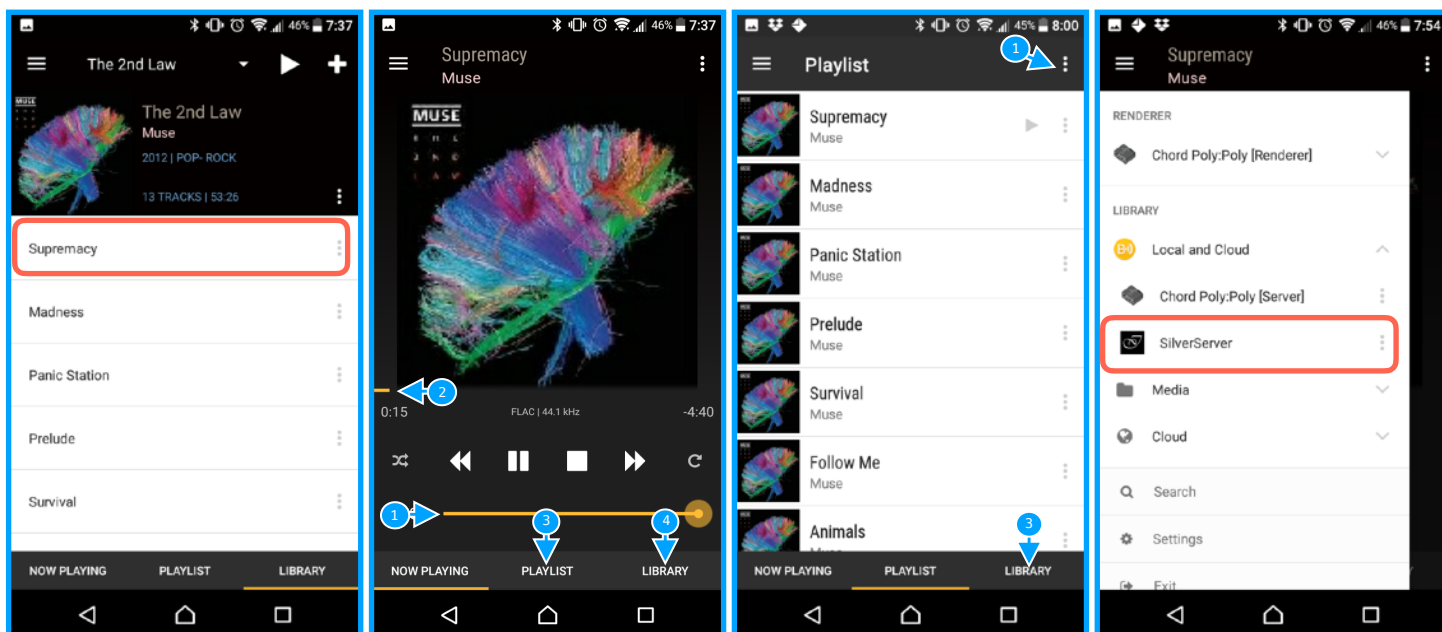 46% 7:37
The 2nd Law
MUSE
The 2nd Law
Muse
2012 | POP- ROCK
13 TRACKS | 53:26
Supremacy
Madness
Panic Station
Prelude
Survival
NOW PLAYING PLAYLIST LIBRARY
46% 7:37
Supremacy
Muse
MUSE
2
0:15 FLAC | 44.1 kHz -4:40
1
3 4
NOW PLAYING PLAYLIST LIBRARY
45% 8:00
1
Playlist
Supremacy
Muse
Madness
Muse
Panic Station
Muse
Prelude
Muse
Survival
Muse
Follow Me
Muse
Animals
3
NOW PLAYING PLAYLIST LIBRARY
46% 7:54
Supremacy
Muse
RENDERER
Chord Poly:Poly [Renderer]
LIBRARY
Local and Cloud
Chord Poly:Poly [Server]
SilverServer
Media
Cloud
Search
Settings
Exit